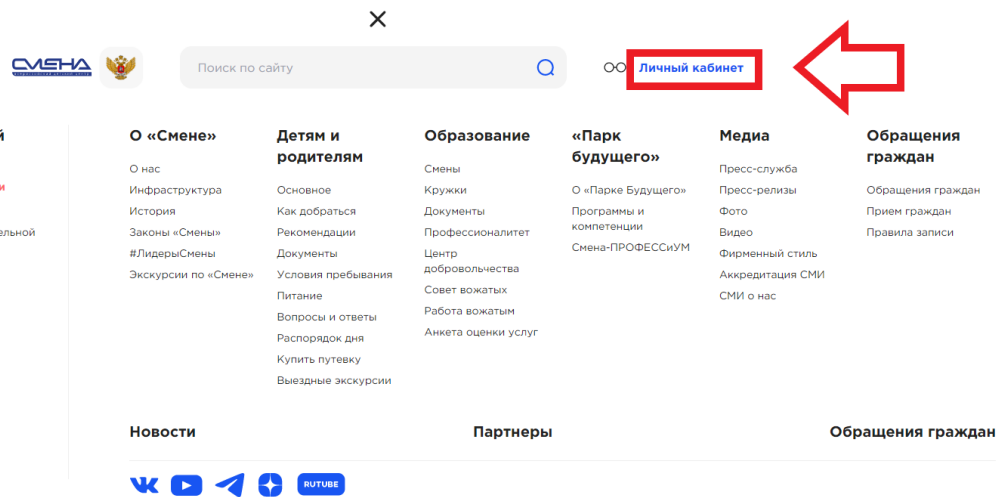 СМЕНА
Поиск по сайту
Личный кабинет
й
и
ельной
О «Смене»
О нас
Инфраструктура
История
Законы «Смены»
#ЛидерыСмены
Экскурсии по «Смене»
Детям и
родителям
Основное
Как добраться
Рекомендации
Документы
Условия пребывания
Питание
Вопросы и ответы
Распорядок дня
Купить путевку
Выездные экскурсии
Образование
Смены
Кружки
Документы
Профессионалитет
Центр
добровольчества
Совет вожатых
Работа вожатым
Анкета оценки услуг
«Парк
будущего»
О «Парке Будущего»
Программы и
компетенции
Смена-ПРОФЕССиУМ
Медиа
Пресс-служба
Пресс-релизы
Фото
Видео
Фирменный стиль
Аккредитация СМИ
СМИ о нас
Обращения
граждан
Обращения граждан
Прием граждан
Правила записи
Новости
Партнеры
Обращения граждан
RUTUBE